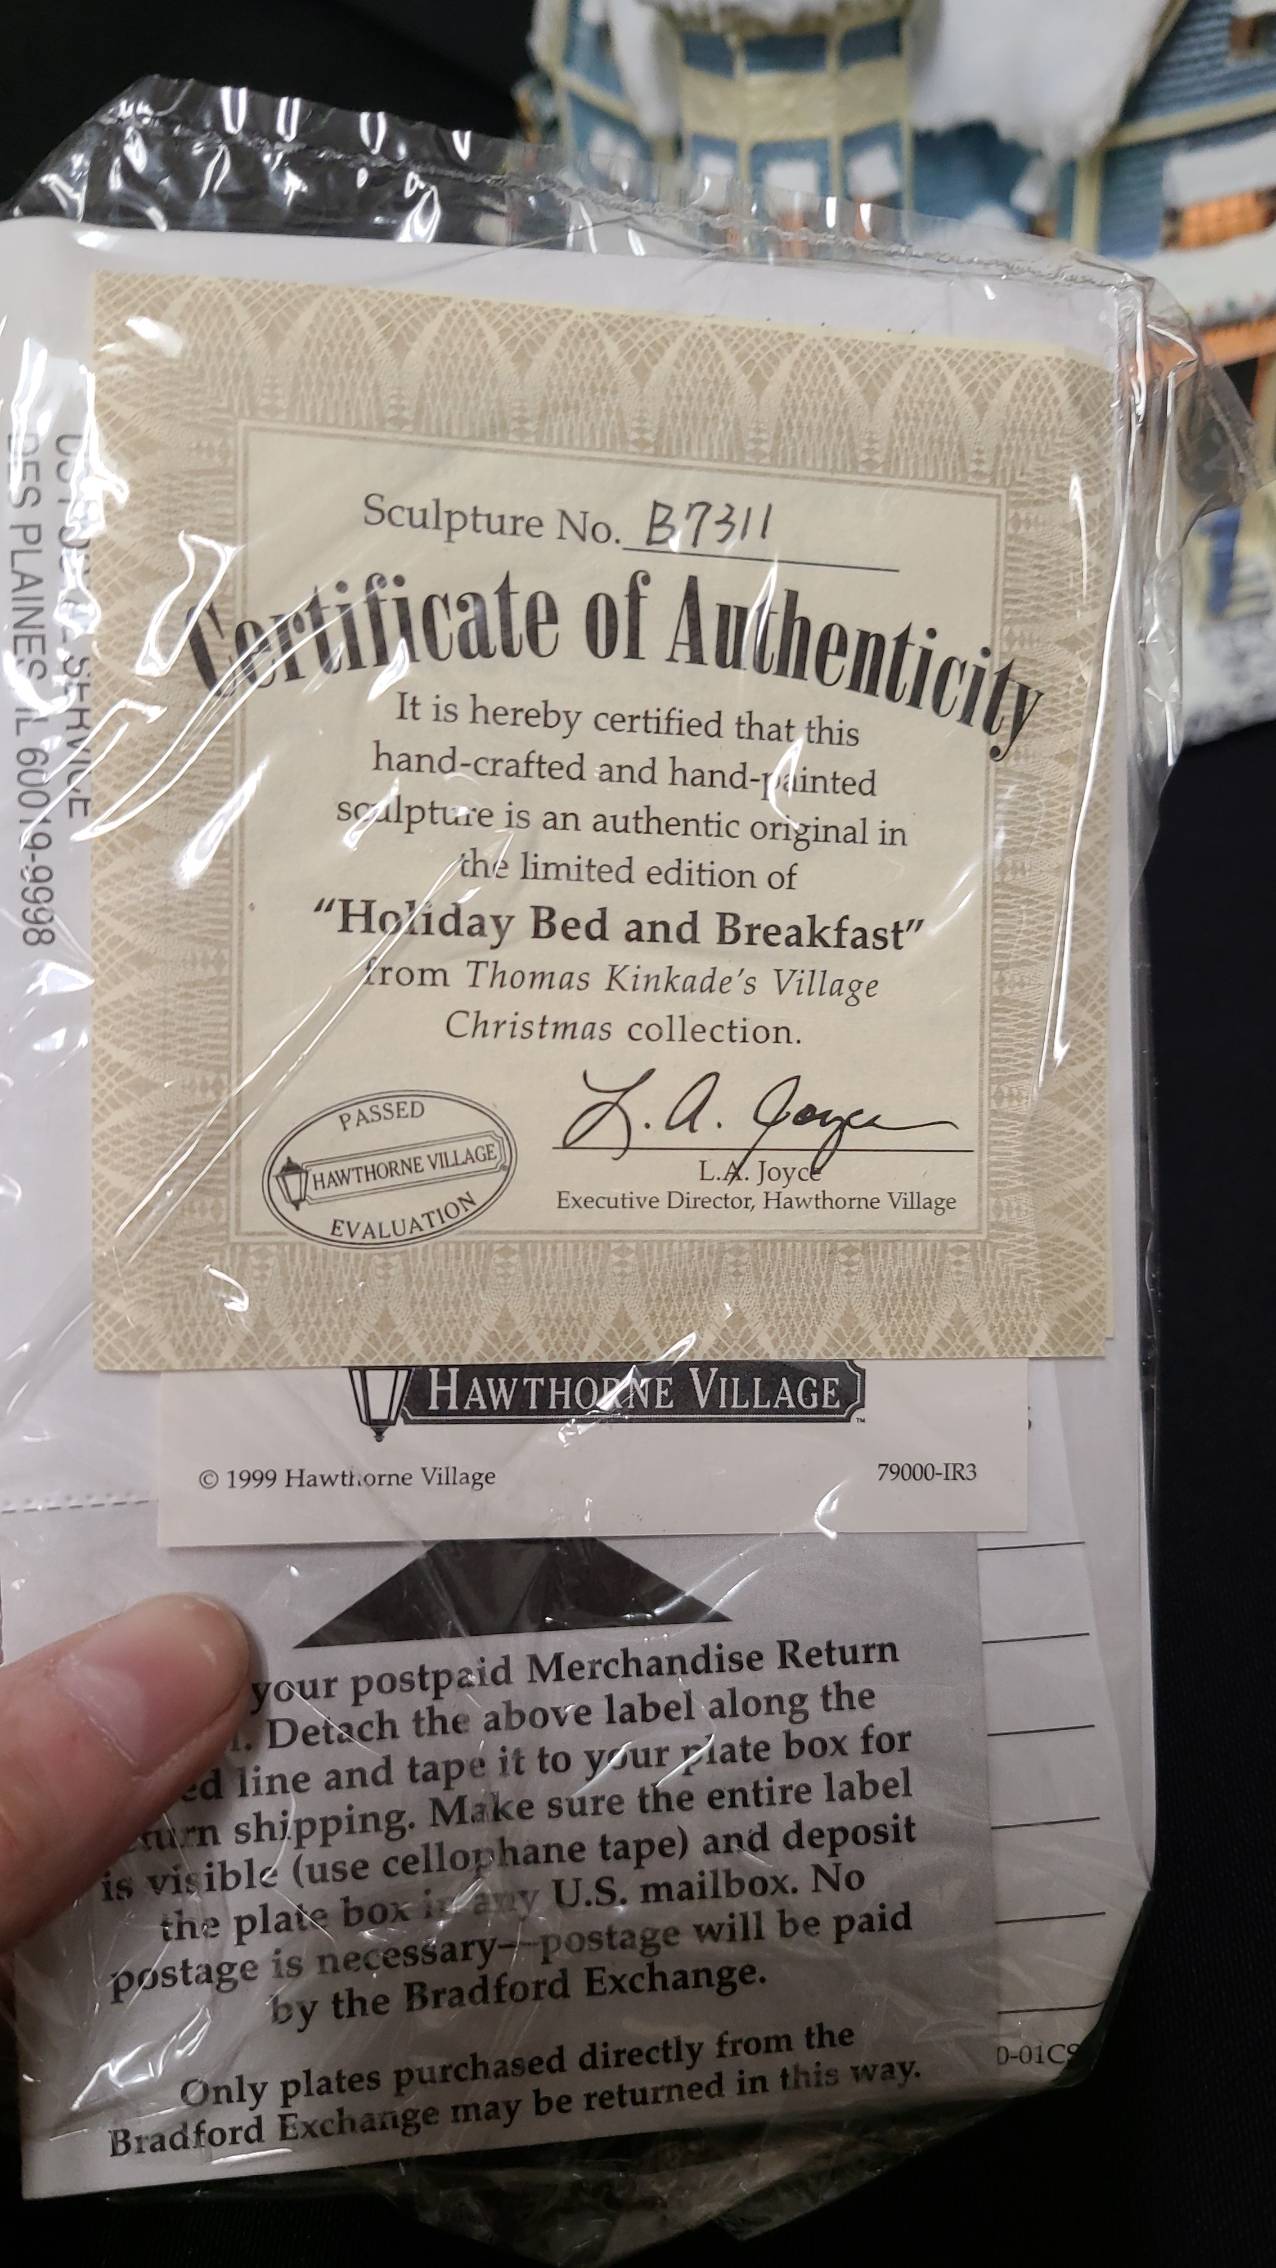 Sculpture No. B7311
Certificate of Authenticity
It is hereby certified that this
hand-crafted and hand-painted
sculpture is an authentic original in
the limited edition of
"Holiday Bed and Breakfast"
from Thomas Kinkade's Village
Christmas collection.
PASSED
HAWTHORNE VILLAGE
EVALUATION
L. A. Joyce
L.A. Joyce
Executive Director, Hawthorne Village
HAWTHORNE VILLAGE™
© 1999 Hawthorne Village
79000-IR3
your postpaid Merchandise Return
Detach the above label along the
line and tape it to your plate box for
shipping. Make sure the entire label
is visible (use cellophane tape) and deposit
the plate box in any U.S. mailbox. No
postage is necessary—postage will be paid
by the Bradford Exchange.
Only plates purchased directly from the
Bradford Exchange may be returned in this way.
0-01CS
SERVICE
DES PLAINES IL 60019-9998